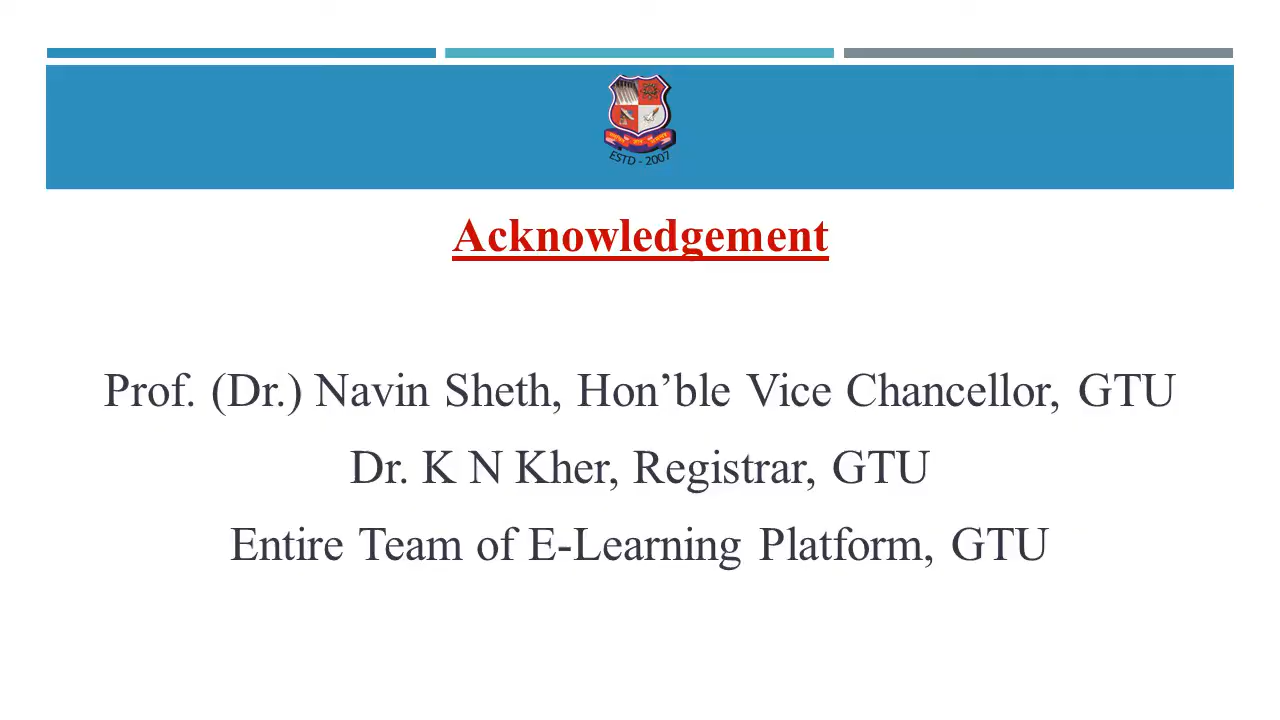 ESTD - 2007
Acknowledgement
Prof. (Dr.) Navin Sheth, Hon’ble Vice Chancellor, GTU
Dr. K N Kher, Registrar, GTU
Entire Team of E-Learning Platform, GTU